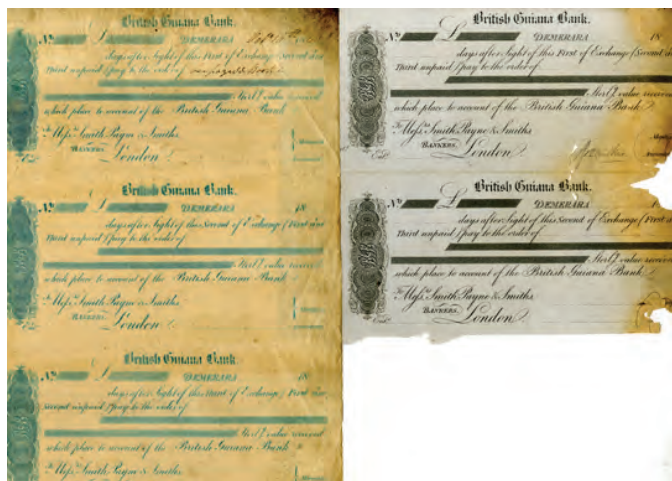 British Guiana Bank.
No £ 18
DEMERARA
days after Sight of this First of Exchange (Second and
Third unpaid) pay to the order of
Sterl.g value received
which place to account of the British Guiana Bank
To Mess.rs Smith Payne & Smiths
BANKERS,
London
British Guiana Bank.
No £ 18
DEMERARA
days after Sight of this Second of Exchange (First and
Third unpaid) pay to the order of
Sterl.g value received
which place to account of the British Guiana Bank
To Mess.rs Smith Payne & Smiths
BANKERS,
London
British Guiana Bank.
No £ 18
DEMERARA
days after Sight of this Third of Exchange (First and
Second unpaid) pay to the order of
Sterl.g value received
which place to account of the British Guiana Bank
To Mess.rs Smith Payne & Smiths
British Guiana Bank.
No £ 18
DEMERARA
days after Sight of this First of Exchange (Second and
Third unpaid) pay to the order of
Sterl.g value received
which place to account of the British Guiana Bank
To Mess.rs Smith Payne & Smiths
BANKERS,
London
British Guiana Bank.
No £
DEMERARA
days after Sight of this Second of Exchange (First and
Third unpaid) pay to the order of
Sterl.g value received
which place to account of the British Guiana Bank
To Mess.rs Smith Payne & Smiths
BANKERS,
London